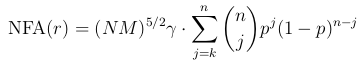 NFA(r) = (NM)^{5/2} γ · \sum_{j=k}^{n} \binom{n}{j} p^j (1 − p)^{n−j}